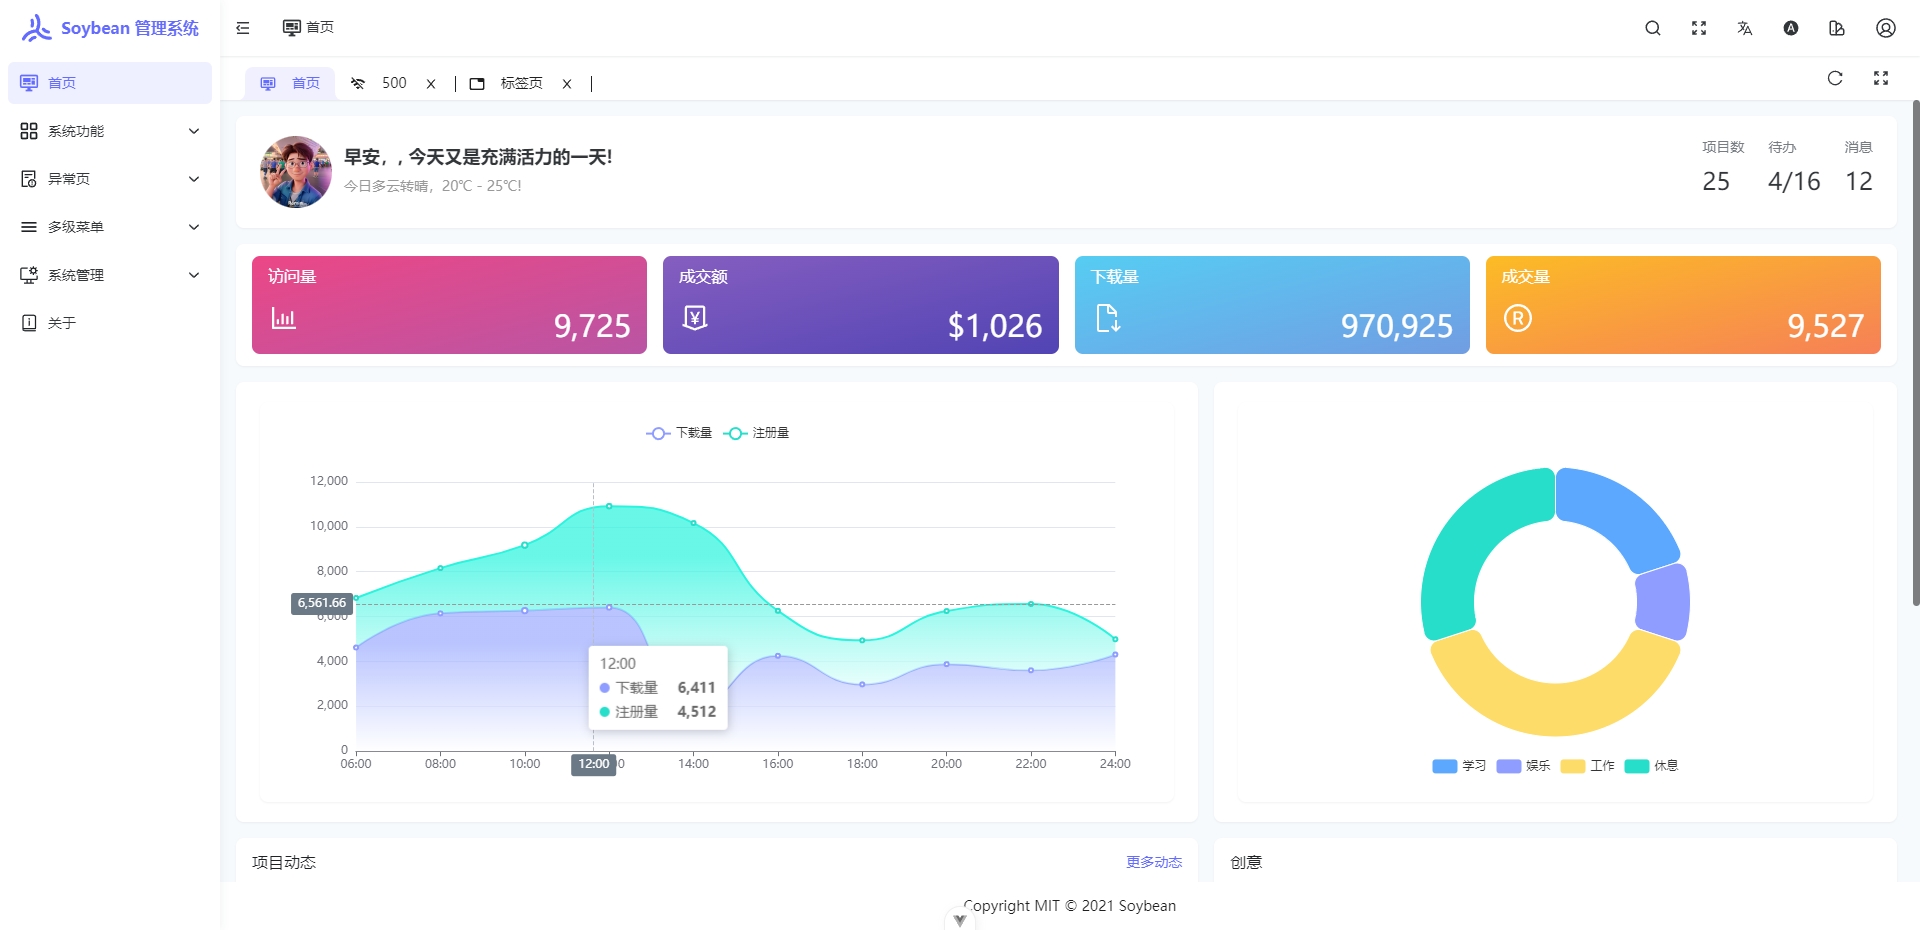 Soybean 管理系统
首页
首页
系统功能
异常页
多级菜单
系统管理
关于
首页
500
标签页
早安，, 今天又是充满活力的一天!
今日多云转晴，20℃ - 25℃!
项目数
25
待办
4/16
消息
12
访问量
9,725
成交额
$1,026
下载量
970,925
成交量
9,527
下载量
注册量
12,000
10,000
8,000
6,561.66
6,000
4,000
2,000
0
12:00
下载量 6,411
注册量 4,512
06:00
08:00
10:00
12:00
14:00
16:00
18:00
20:00
22:00
24:00
学习
娱乐
工作
休息
项目动态
更多动态
创意
Copyright MIT © 2021 Soybean